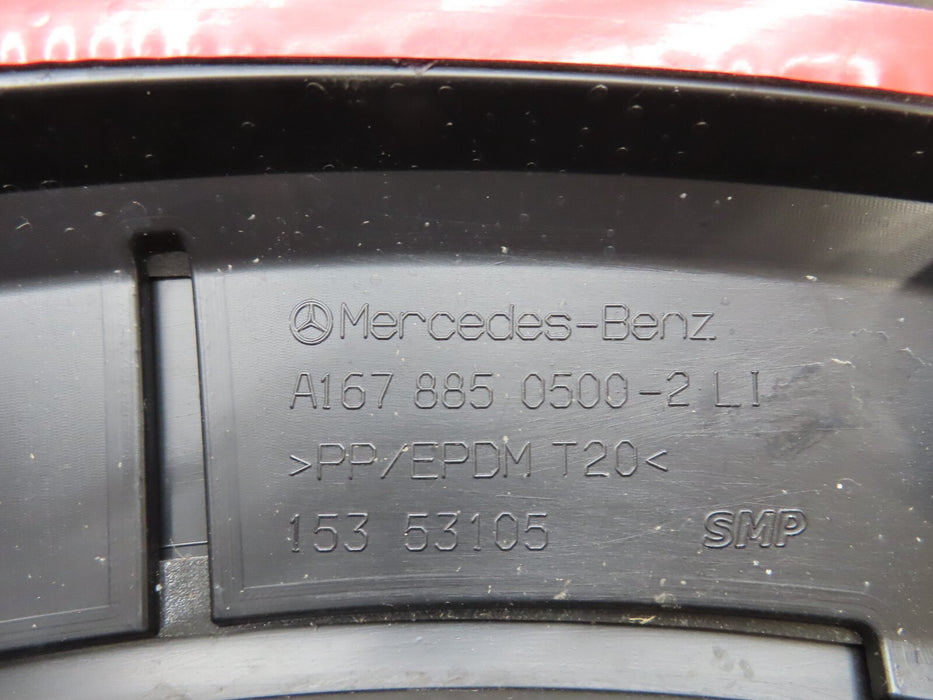 Mercedes-Benz
A167 885 0500-2 LI
>PP/EPDM T20<
153 53105 SMP